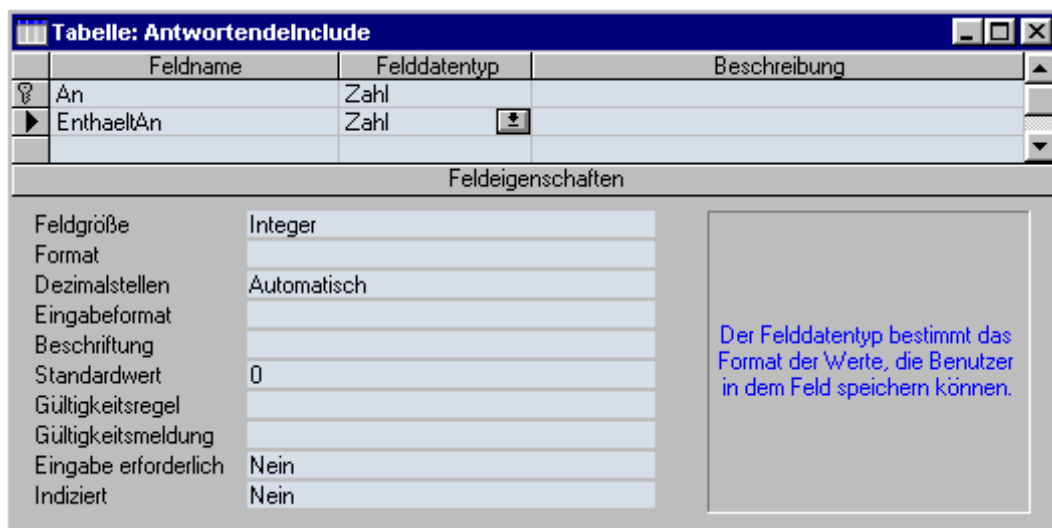 Tabelle: AntwortendeInclude
Feldname Felddatentyp Beschreibung
An Zahl
EnthaeltAn Zahl
Feldeigenschaften
Feldgröße Integer
Format
Dezimalstellen Automatisch
Eingabeformat
Beschriftung
Standardwert 0
Gültigkeitsregel
Gültigkeitsmeldung
Eingabe erforderlich Nein
Indiziert Nein
Der Felddatentyp bestimmt das
Format der Werte, die Benutzer
in dem Feld speichern können.